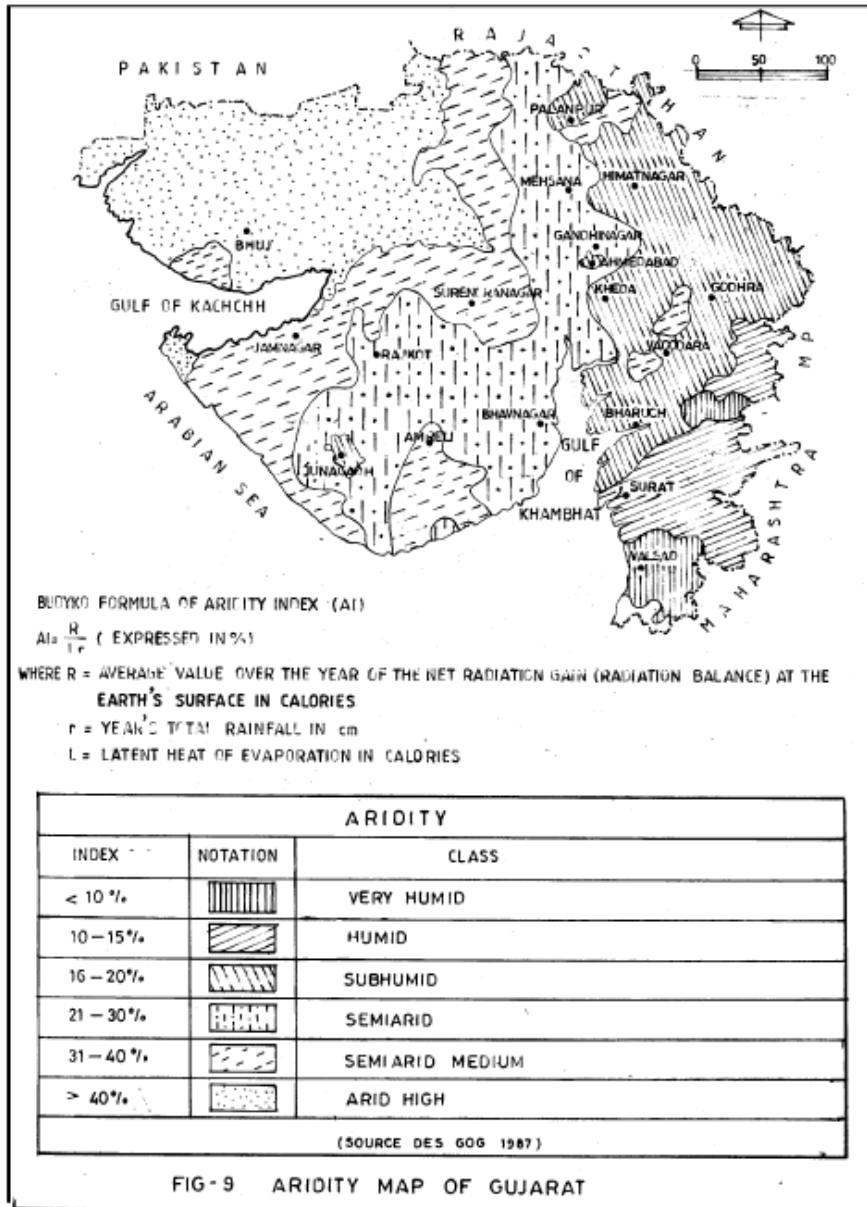 RAJASTHAN
PAKISTAN
0 50 100
PALANPUR
MEHSANA
HIMATNAGAR
GANDHINAGAR
BHUJ
AHMEDABAD
GULF OF KACHCHH
SURENDRANAGAR
KHEDA
GODHRA
JAMNAGAR
RAJKOT
VADODARA
MP
ARABIAN SEA
BHAVNAGAR
BHARUCH
AMRELI
GULF
JUNAGADH
OF
SURAT
KHAMBHAT
MAHARASHTRA
VALSAD
BUDYKO FORMULA OF ARIDITY INDEX (AI)
AI= R/Lr ( EXPRESSED IN %)
WHERE R = AVERAGE VALUE OVER THE YEAR OF THE NET RADIATION GAIN (RADIATION BALANCE) AT THE
EARTH'S SURFACE IN CALORIES
r = YEAR'S TOTAL RAINFALL IN cm
L = LATENT HEAT OF EVAPORATION IN CALORIES
ARIDITY
INDEX NOTATION CLASS
< 10 % VERY HUMID
10 – 15 % HUMID
16 – 20 % SUBHUMID
21 – 30 % SEMIARID
31 – 40 % SEMIARID MEDIUM
> 40 % ARID HIGH
(SOURCE DES GOG 1987)
FIG-9 ARIDITY MAP OF GUJARAT